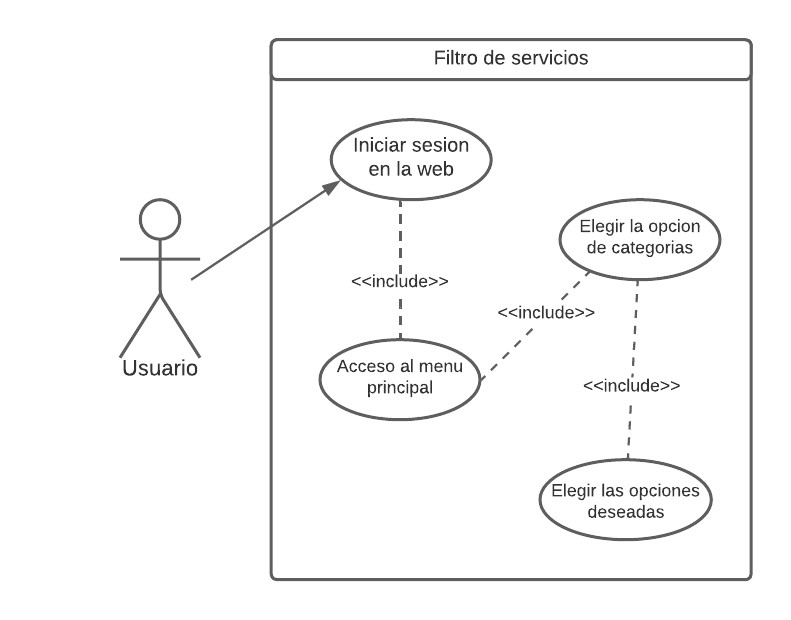 Filtro de servicios
Iniciar sesion
en la web
Elegir la opcion
de categorias
<<include>>
<<include>>
Acceso al menu
principal
Usuario
<<include>>
Elegir las opciones
deseadas